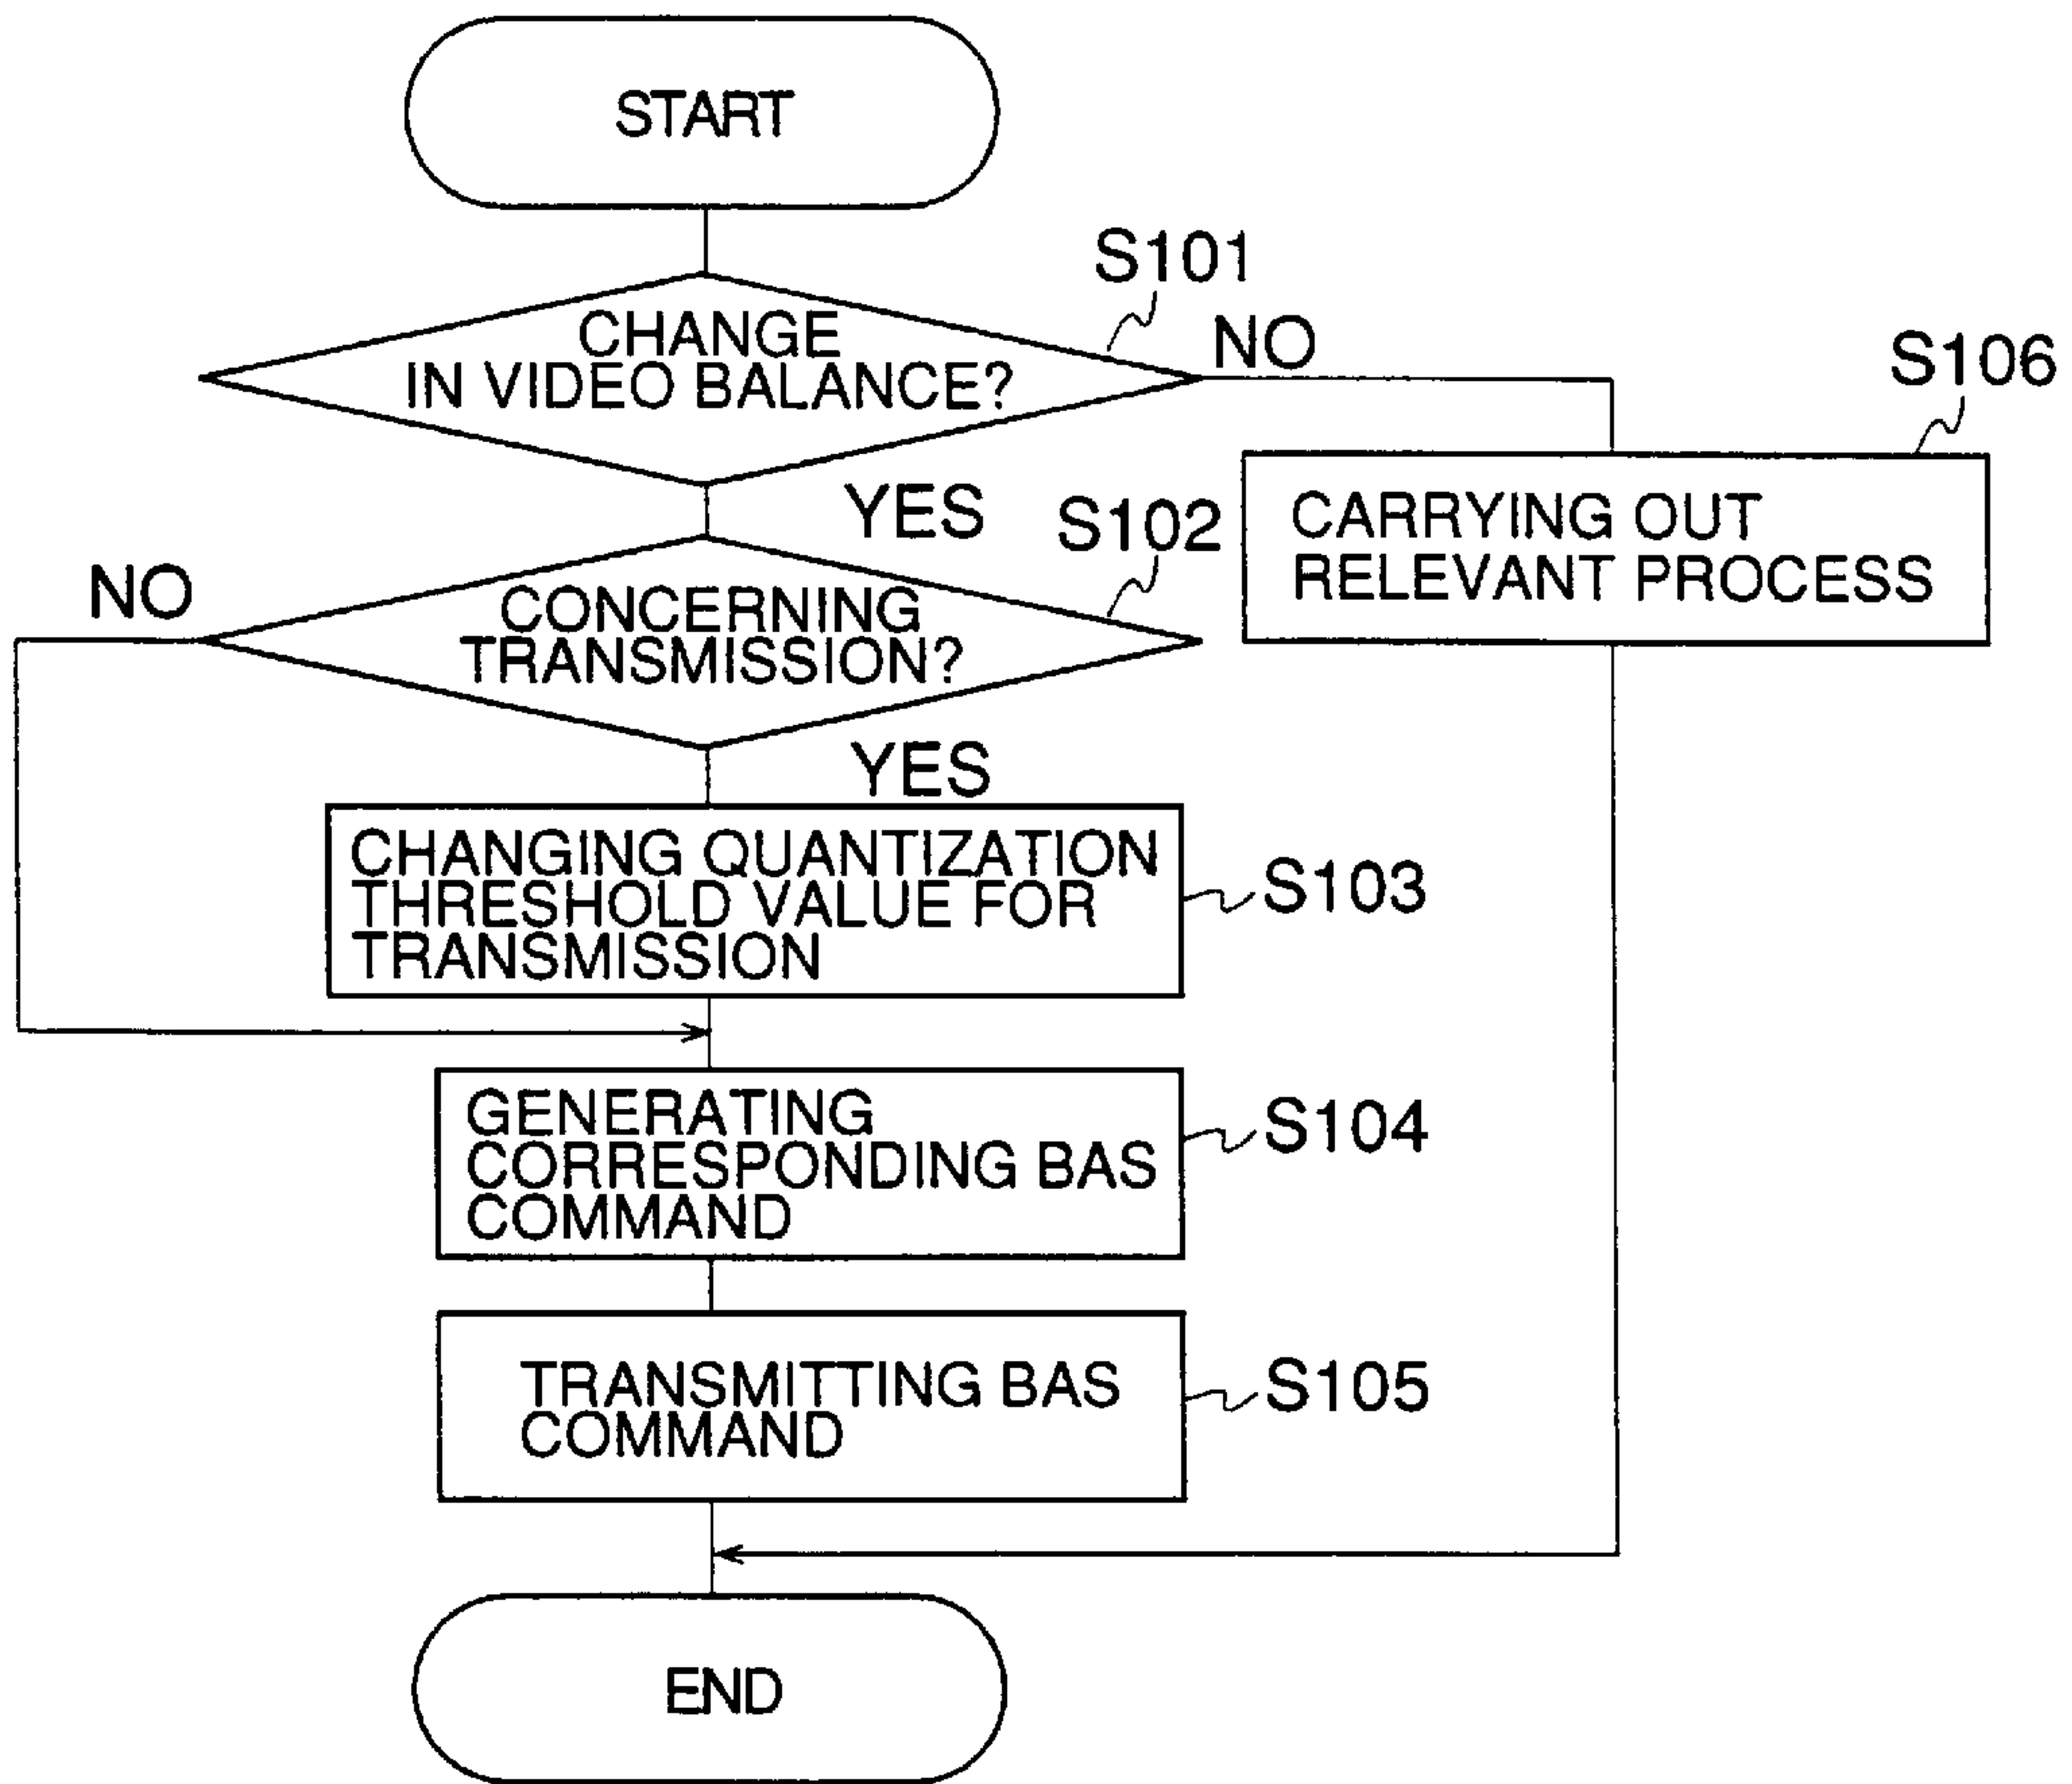 START
S101
CHANGE
IN VIDEO BALANCE?
NO
S106
YES
CARRYING OUT
RELEVANT PROCESS
S102
NO
CONCERNING
TRANSMISSION?
YES
CHANGING QUANTIZATION
THRESHOLD VALUE FOR
TRANSMISSION
S103
GENERATING
CORRESPONDING BAS
COMMAND
S104
TRANSMITTING BAS
COMMAND
S105
END